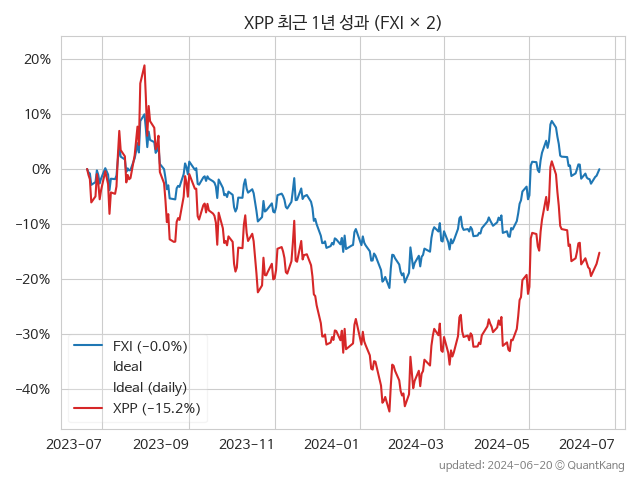 XPP 최근 1년 성과 (FXI × 2)
20%
10%
0%
−10%
−20%
−30%
−40%
FXI (−0.0%)
Ideal
Ideal (daily)
XPP (−15.2%)
2023-07
2023-09
2023-11
2024-01
2024-03
2024-05
2024-07
updated: 2024-06-20 © QuantKang